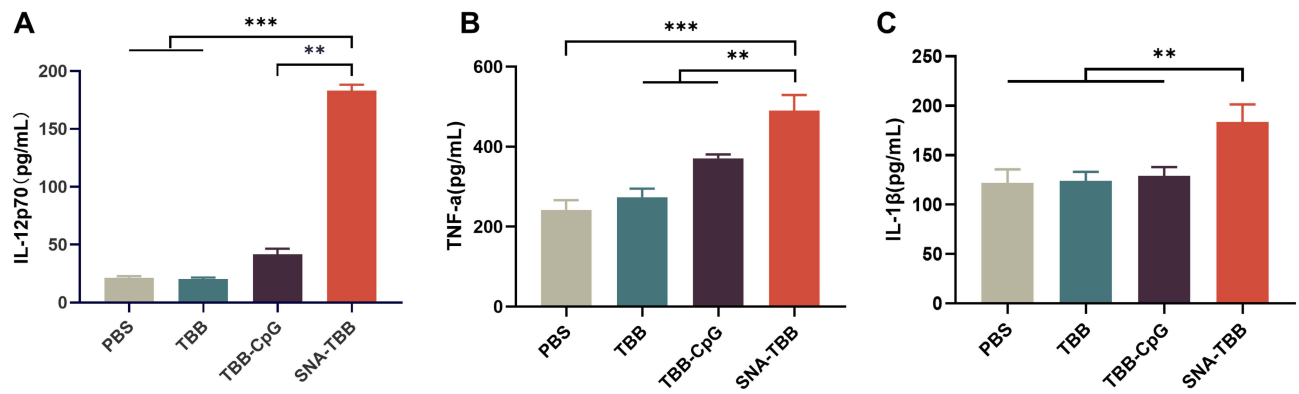 A
***
**
IL-12p70（pg/mL）
200
150
100
50
0
PBS
TBB
TBB-CpG
SNA-TBB
B
***
**
TNF-a(pg/mL)
600
400
200
0
PBS
TBB
TBB-CpG
SNA-TBB
C
**
IL-1β(pg/mL)
250
200
150
100
50
0
PBS
TBB
TBB-CpG
SNA-TBB